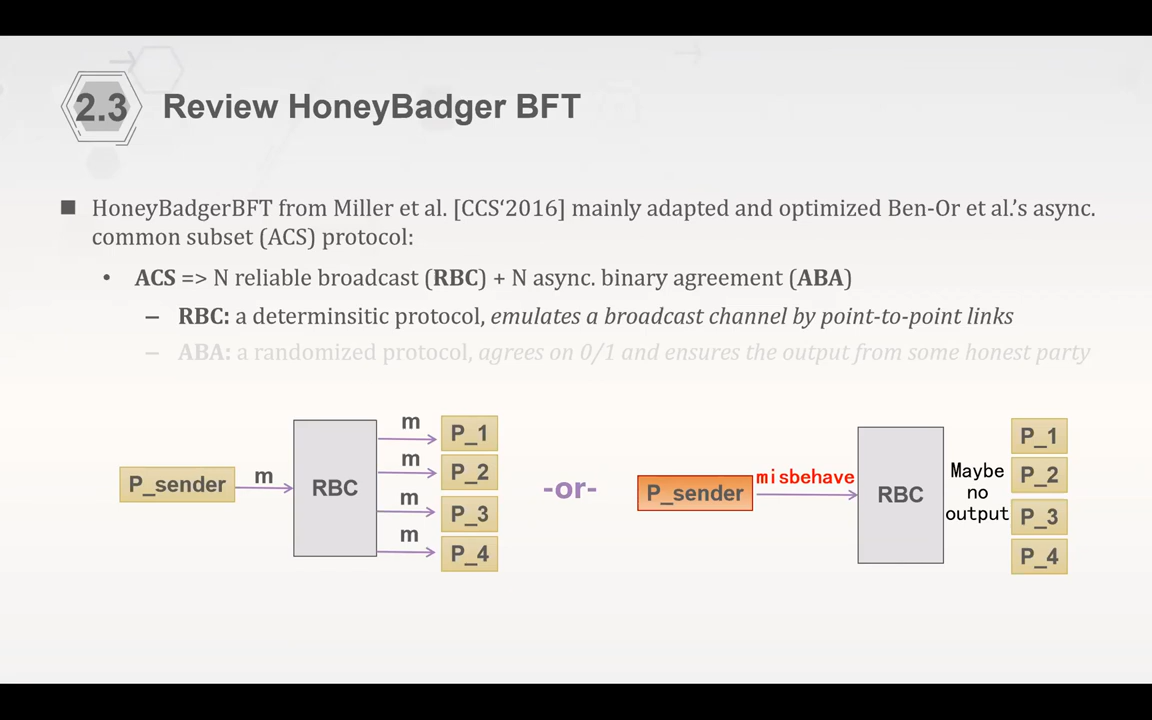 2.3
Review HoneyBadger BFT
HoneyBadgerBFT from Miller et al. [CCS‘2016] mainly adapted and optimized Ben-Or et al.’s async.
common subset (ACS) protocol:
• ACS => N reliable broadcast (RBC) + N async. binary agreement (ABA)
– RBC: a determinsitic protocol, emulates a broadcast channel by point-to-point links
– ABA: a randomized protocol, agrees on 0/1 and ensures the output from some honest party
P_sender
m
RBC
m
P_1
m
P_2
m
P_3
m
P_4
-or-
P_sender
misbehave
RBC
Maybe
no
output
P_1
P_2
P_3
P_4